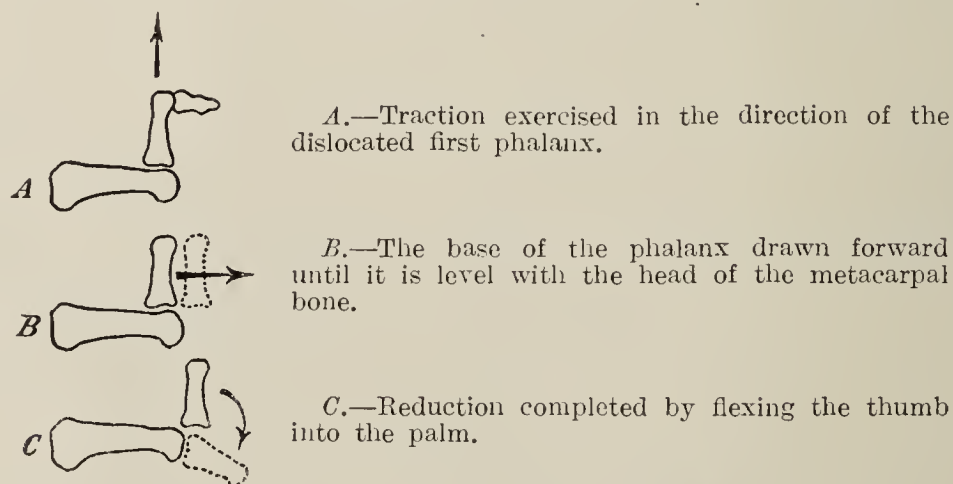 A.—Traction exercised in the direction of the
dislocated first phalanx.
A
B.—The base of the phalanx drawn forward
until it is level with the head of the metacarpal
bone.
B
C.—Reduction completed by flexing the thumb
into the palm.
C